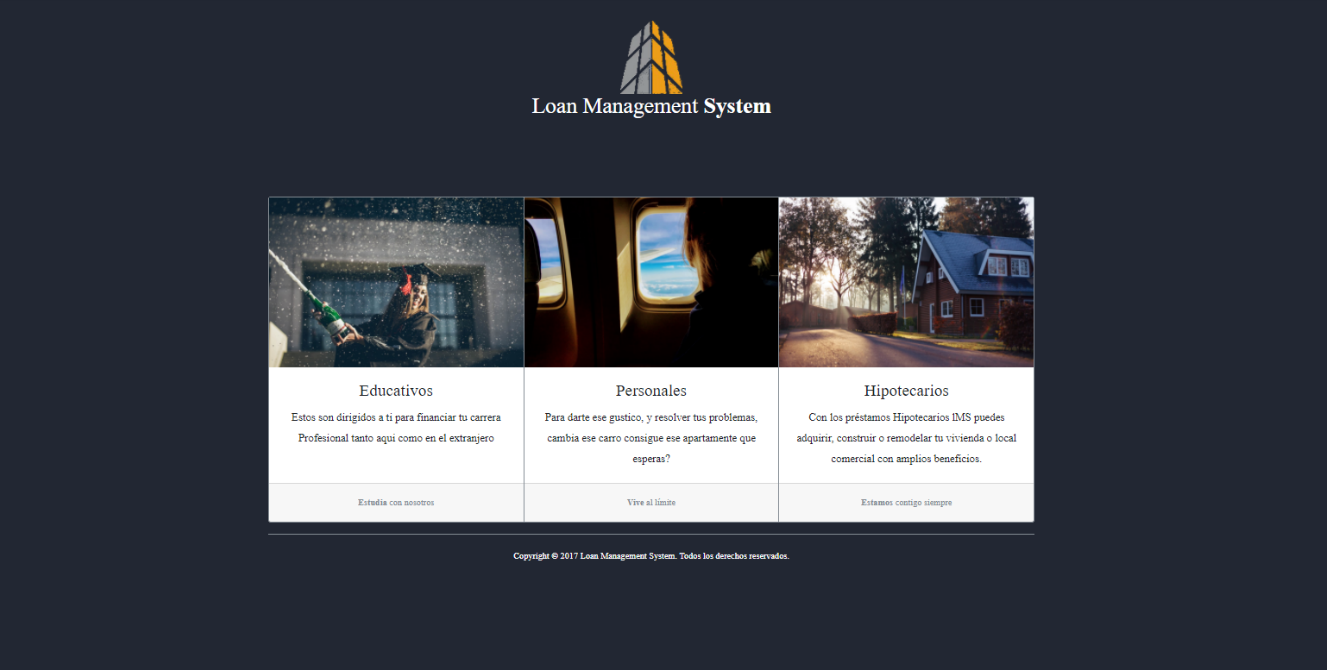 Loan Management System
Educativos
Estos son dirigidos a ti para financiar tu carrera
Profesional tanto aqui como en el extranjero
Estudia con nosotros
Personales
Para darte ese gustico, y resolver tus problemas,
cambia ese carro consigue ese apartamente que
esperas?
Vive al límite
Hipotecarios
Con los préstamos Hipotecarios IMS puedes
adquirir, construir o remodelar tu vivienda o local
comercial con amplios beneficios.
Estamos contigo siempre
Copyright © 2017 Loan Management System. Todos los derechos reservados.